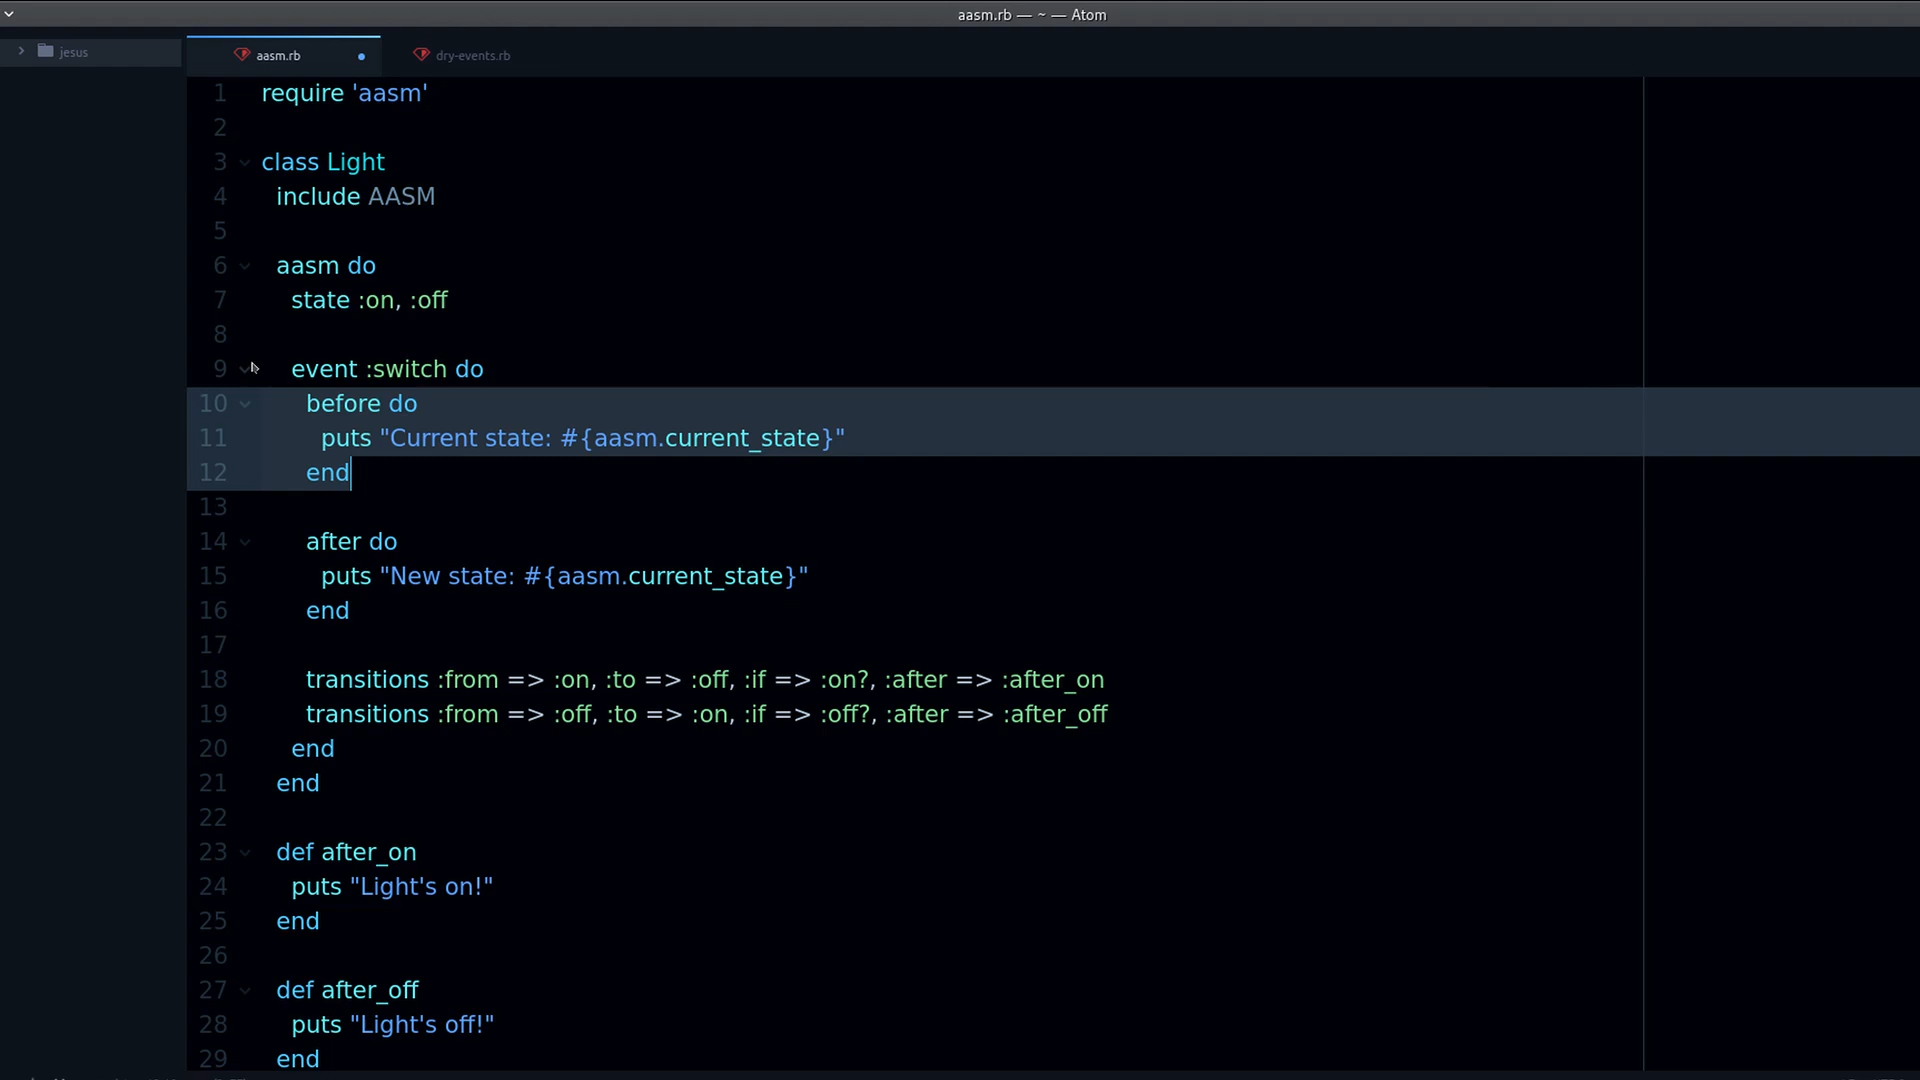 aasm.rb — ~ — Atom
jesus
aasm.rb
dry-events.rb
1 require 'aasm'
2
3 class Light
4 include AASM
5
6 aasm do
7 state :on, :off
8
9 event :switch do
10 before do
11 puts "Current state: #{aasm.current_state}"
12 end
13
14 after do
15 puts "New state: #{aasm.current_state}"
16 end
17
18 transitions :from => :on, :to => :off, :if => :on?, :after => :after_on
19 transitions :from => :off, :to => :on, :if => :off?, :after => :after_off
20 end
21 end
22
23 def after_on
24 puts "Light's on!"
25 end
26
27 def after_off
28 puts "Light's off!"
29 end